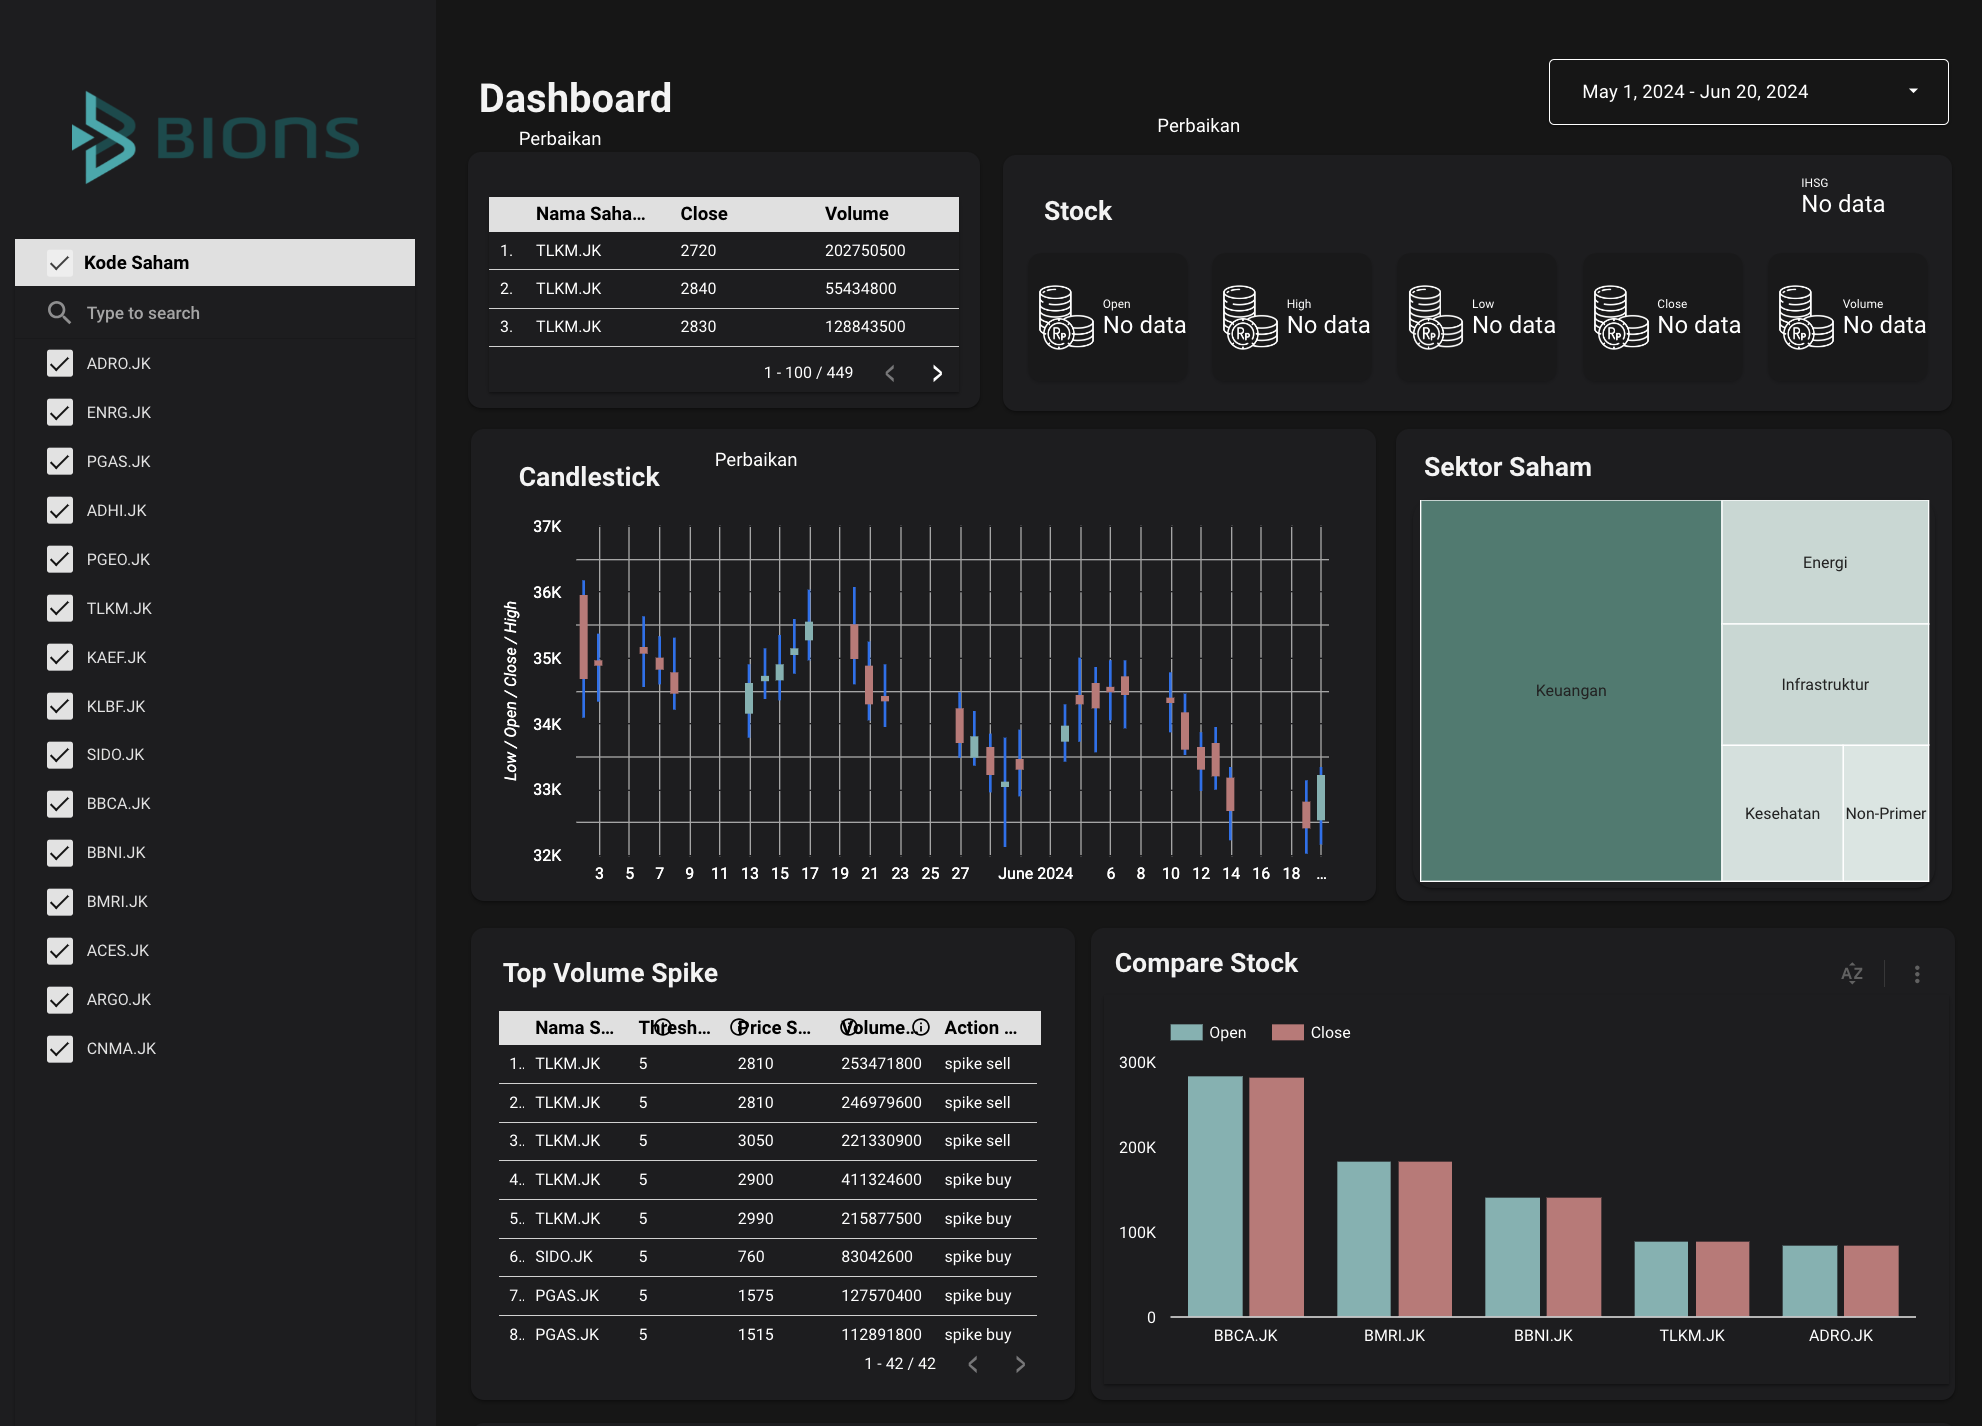 BIONS
Kode Saham
Type to search
ADRO.JK
ENRG.JK
PGAS.JK
ADHI.JK
PGEO.JK
TLKM.JK
KAEF.JK
KLBF.JK
SIDO.JK
BBCA.JK
BBNI.JK
BMRI.JK
ACES.JK
ARGO.JK
CNMA.JK
Dashboard
May 1, 2024 - Jun 20, 2024
Perbaikan
Perbaikan
Nama Saha... Close Volume
1. TLKM.JK 2720 202750500
2. TLKM.JK 2840 55434800
3. TLKM.JK 2830 128843500
1 - 100 / 449
Stock
IHSG
No data
Open
No data
High
No data
Low
No data
Close
No data
Volume
No data
Rp
Rp
Rp
Rp
Rp
Candlestick
Perbaikan
Low / Open / Close / High
37K
36K
35K
34K
33K
32K
3 5 7 9 11 13 15 17 19 21 23 25 27 June 2024 6 8 10 12 14 16 18 ...
Sektor Saham
Keuangan
Energi
Infrastruktur
Kesehatan
Non-Primer
Top Volume Spike
Nama S... Thresh... Price S... Volume... Action ...
1.. TLKM.JK 5 2810 253471800 spike sell
2.. TLKM.JK 5 2810 246979600 spike sell
3.. TLKM.JK 5 3050 221330900 spike sell
4.. TLKM.JK 5 2900 411324600 spike buy
5.. TLKM.JK 5 2990 215877500 spike buy
6.. SIDO.JK 5 760 83042600 spike buy
7.. PGAS.JK 5 1575 127570400 spike buy
8.. PGAS.JK 5 1515 112891800 spike buy
1 - 42 / 42
Compare Stock
AZ
Open Close
300K
200K
100K
0
BBCA.JK BMRI.JK BBNI.JK TLKM.JK ADRO.JK